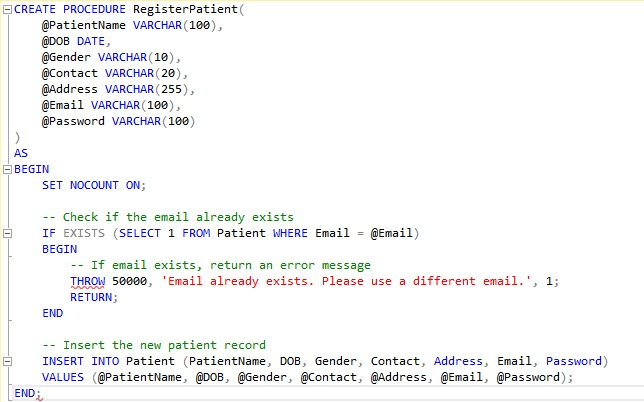 CREATE PROCEDURE RegisterPatient(
    @PatientName VARCHAR(100),
    @DOB DATE,
    @Gender VARCHAR(10),
    @Contact VARCHAR(20),
    @Address VARCHAR(255),
    @Email VARCHAR(100),
    @Password VARCHAR(100)
)
AS
BEGIN
    SET NOCOUNT ON;

    -- Check if the email already exists
    IF EXISTS (SELECT 1 FROM Patient WHERE Email = @Email)
    BEGIN
        -- If email exists, return an error message
        THROW 50000, 'Email already exists. Please use a different email.', 1;
        RETURN;
    END

    -- Insert the new patient record
    INSERT INTO Patient (PatientName, DOB, Gender, Contact, Address, Email, Password)
    VALUES (@PatientName, @DOB, @Gender, @Contact, @Address, @Email, @Password);
END;